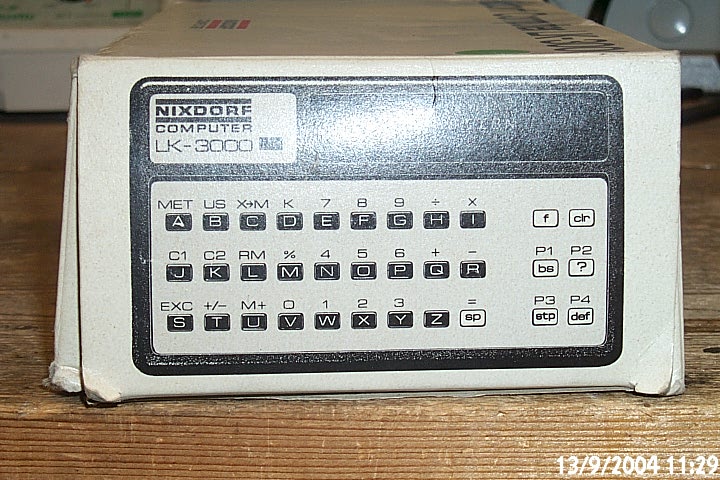 NIXDORF
COMPUTER
LK-3000
MET US X→M K 7 8 9 ÷ X
A B C D E F G H I f clr
C1 C2 RM % 4 5 6 + − P1 P2
J K L M N O P Q R bs ?
EXC +/− M+ 0 1 2 3 = P3 P4
S T U V W X Y Z sp stp def
13/9/2004 11:29